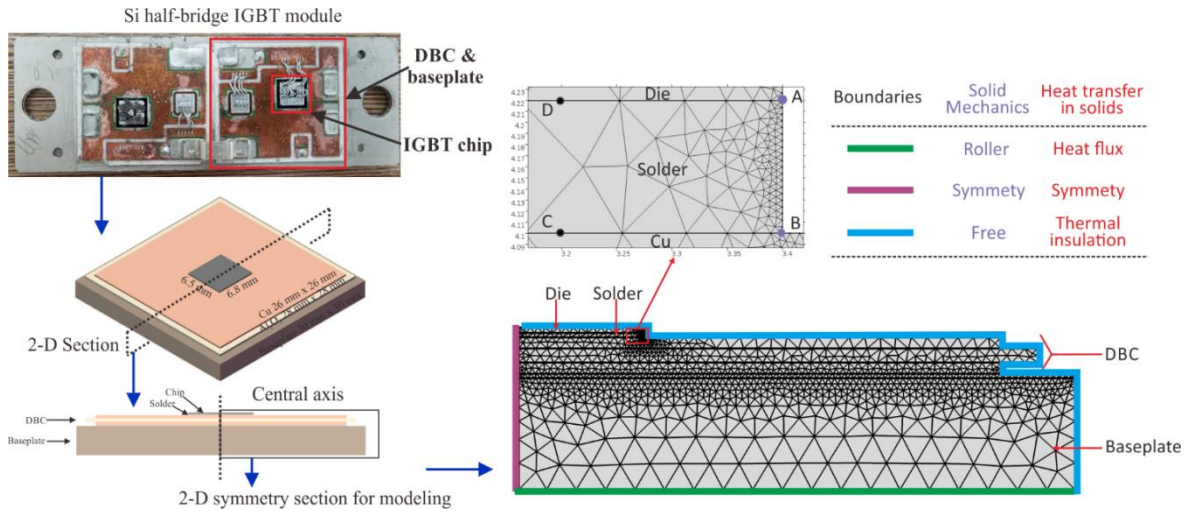 Si half-bridge IGBT module
DBC &
baseplate
IGBT chip
6.5 mm
6.8 mm
Cu 26 mm x 26 mm
2-D Section
Central axis
Chip
Solder
DBC
Baseplate
2-D symmetry section for modeling
4.23
4.22
4.21
4.20
4.19
4.18
4.17
4.16
4.15
4.14
4.13
4.12
4.11
4.1
4.09
Die
D
A
Solder
C
B
Cu
3.2
3.25
3.3
3.35
3.4
Boundaries
Solid
Mechanics
Heat transfer
in solids
Roller
Heat flux
Symmety
Symmety
Free
Thermal
insulation
Die
Solder
DBC
Baseplate